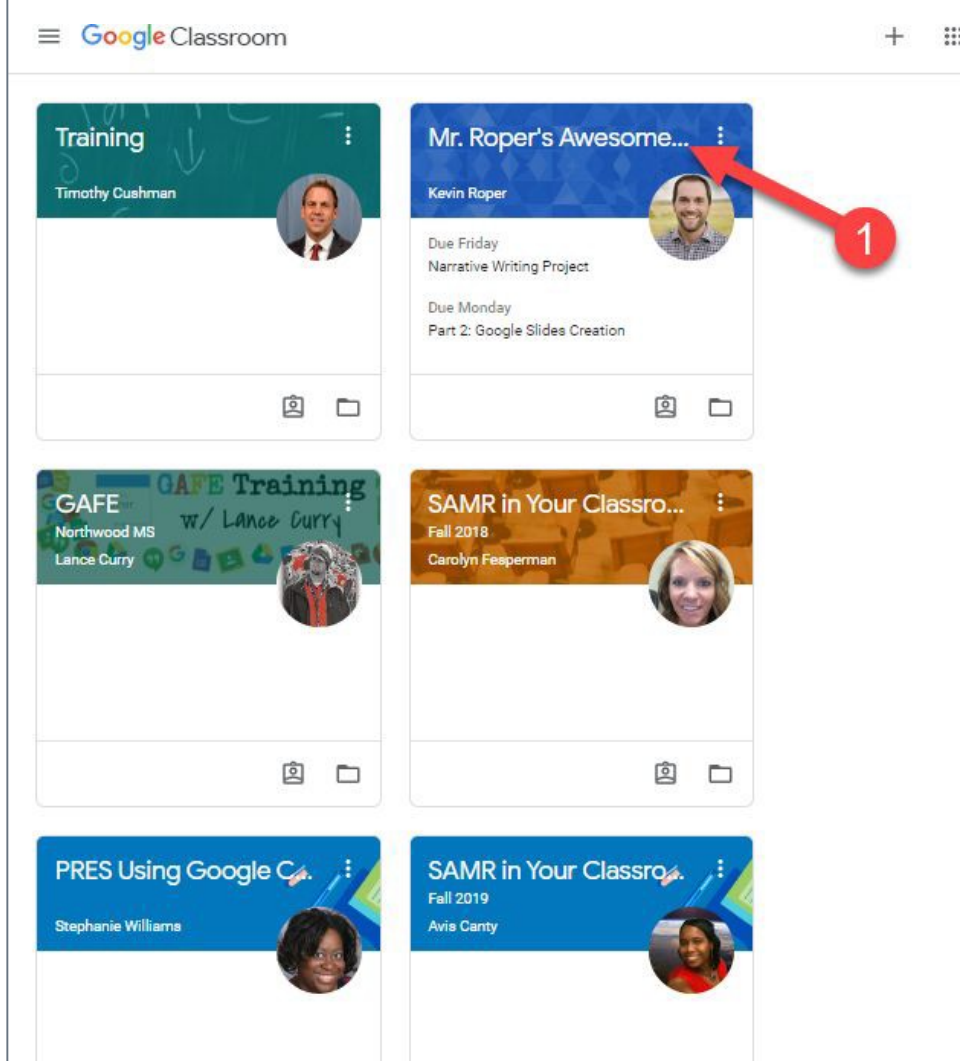 Google Classroom
Training
Timothy Cushman
Mr. Roper's Awesome...
Kevin Roper
1
Due Friday
Narrative Writing Project
Due Monday
Part 2: Google Slides Creation
GAFE Training
w/ Lance Curry
GAFE
Northwood MS
Lance Curry
SAMR in Your Classro...
Fall 2018
Carolyn Fesperman
PRES Using Google C...
Stephanie Williams
SAMR in Your Classro...
Fall 2019
Avis Canty